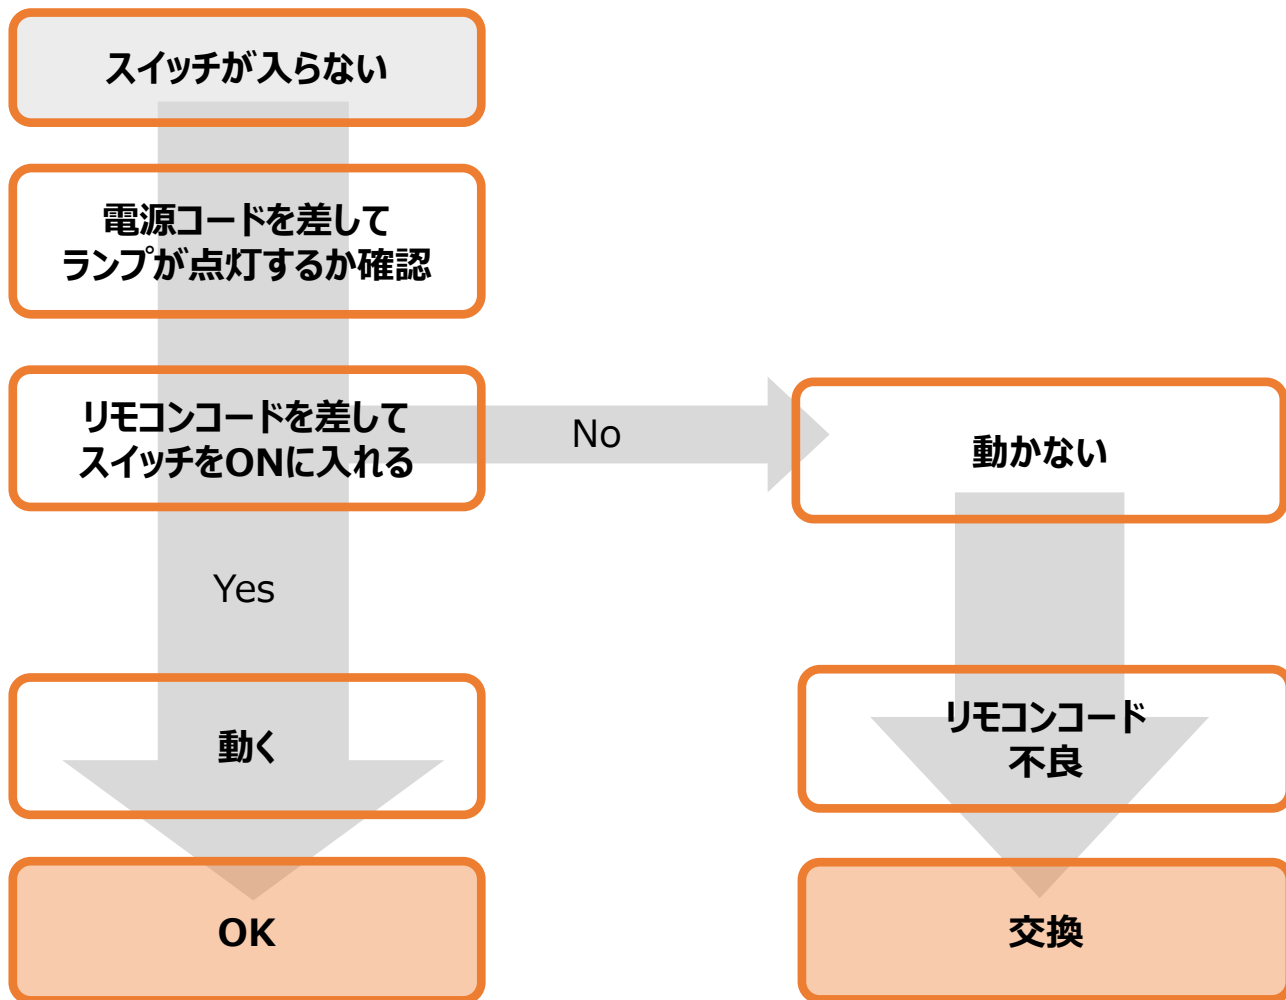 スイッチが入らない
電源コードを差して
ランプが点灯するか確認
リモコンコードを差して
スイッチをONに入れる
No
動かない
Yes
動く
リモコンコード
不良
OK
交換